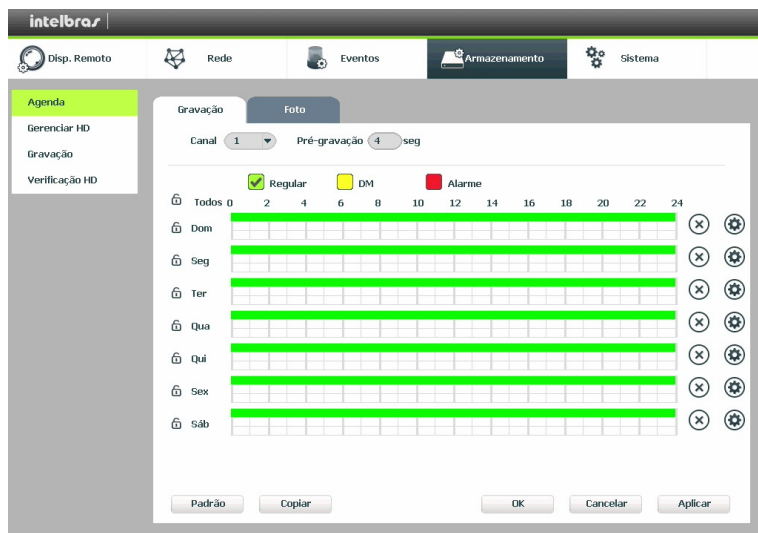 intelbras
Disp. Remoto Rede Eventos Armazenamento Sistema
Agenda
Gerenciar HD
Gravação
Verificação HD
Gravação Foto
Canal 1 Pré-gravação 4 seg
Regular DM Alarme
Todos 0 2 4 6 8 10 12 14 16 18 20 22 24
Dom
Seg
Ter
Qua
Qui
Sex
Sáb
Padrão Copiar OK Cancelar Aplicar